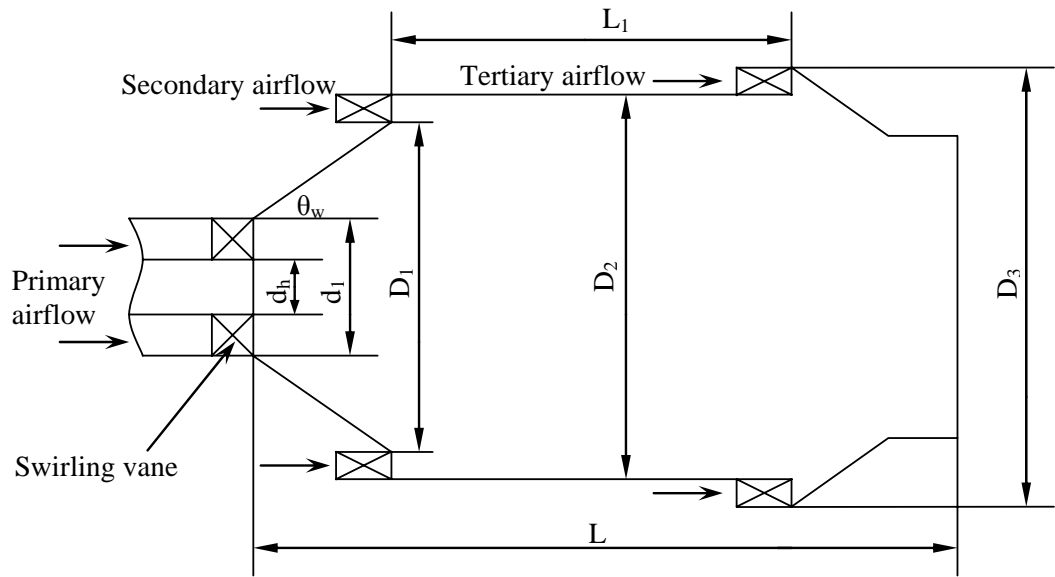 L₁
Secondary airflow
Tertiary airflow
θw
Primary
airflow
dh
d₁
D₁
D₂
D₃
Swirling vane
L